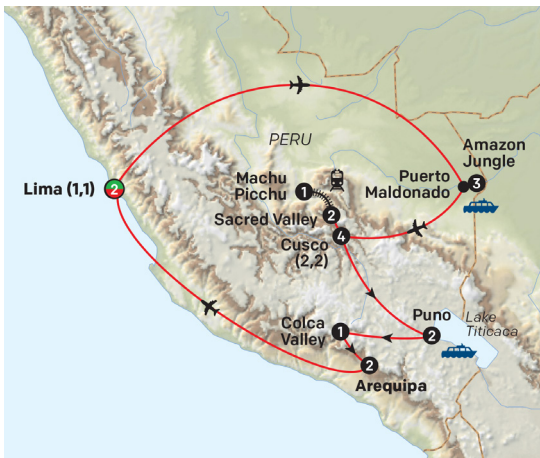 PERU
Amazon
Jungle
3
Puerto
Maldonado
Machu
Picchu
1
Lima (1,1)
2
Sacred Valley
2
Cusco
(2,2)
4
Colca
Valley
1
Puno
2
Lake
Titicaca
Arequipa
2